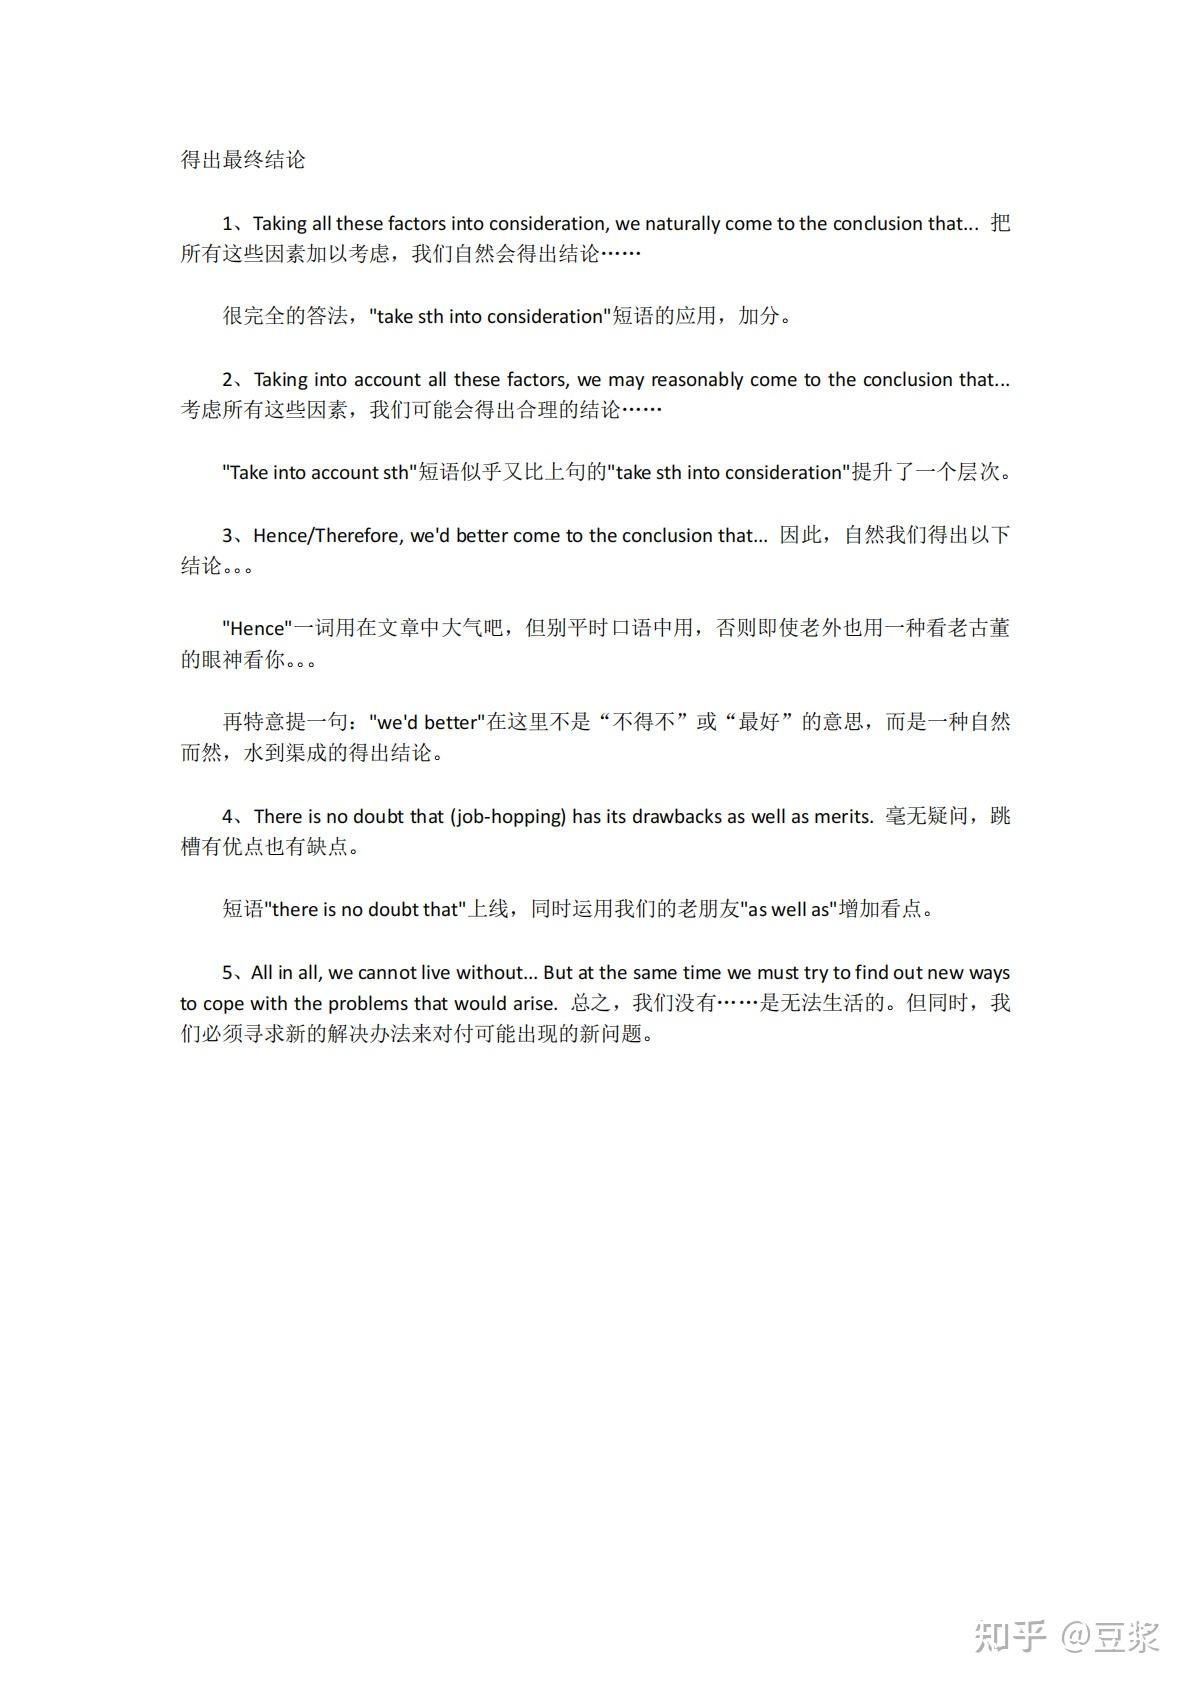 得出最终结论
1、Taking all these factors into consideration, we naturally come to the conclusion that... 把
所有这些因素加以考虑，我们自然会得出结论……
很完全的答法，"take sth into consideration"短语的应用，加分。
2、Taking into account all these factors, we may reasonably come to the conclusion that...
考虑所有这些因素，我们可能会得出合理的结论……
"Take into account sth"短语似乎又比上句的"take sth into consideration"提升了一个层次。
3、Hence/Therefore, we'd better come to the conclusion that... 因此，自然我们得出以下
结论。。。
"Hence"一词用在文章中大气吧，但别平时口语中用，否则即使老外也用一种看老古董
的眼神看你。。。
再特意提一句："we'd better"在这里不是“不得不”或“最好”的意思，而是一种自然
而然，水到渠成的得出结论。
4、There is no doubt that (job-hopping) has its drawbacks as well as merits. 毫无疑问，跳
槽有优点也有缺点。
短语"there is no doubt that"上线，同时运用我们的老朋友"as well as"增加看点。
5、All in all, we cannot live without... But at the same time we must try to find out new ways
to cope with the problems that would arise. 总之，我们没有……是无法生活的。但同时，我
们必须寻求新的解决办法来对付可能出现的新问题。
知乎 @豆浆